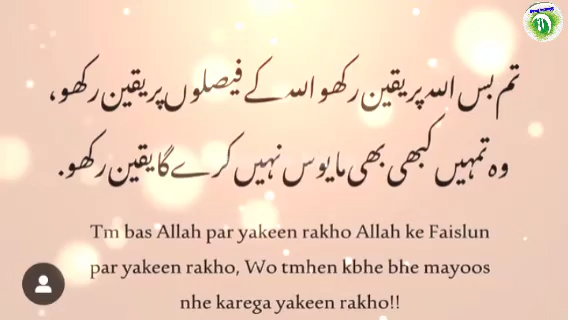 تم بس اللہ پر یقین رکھو اللہ کے فیصلوں پر یقین رکھو،
وہ تمہیں کبھی بھی مایوس نہیں کرے گا یقین رکھو.
Tm bas Allah par yakeen rakho Allah ke Faislun
par yakeen rakho, Wo tmhen kbhe bhe mayoos
nhe karega yakeen rakho!!